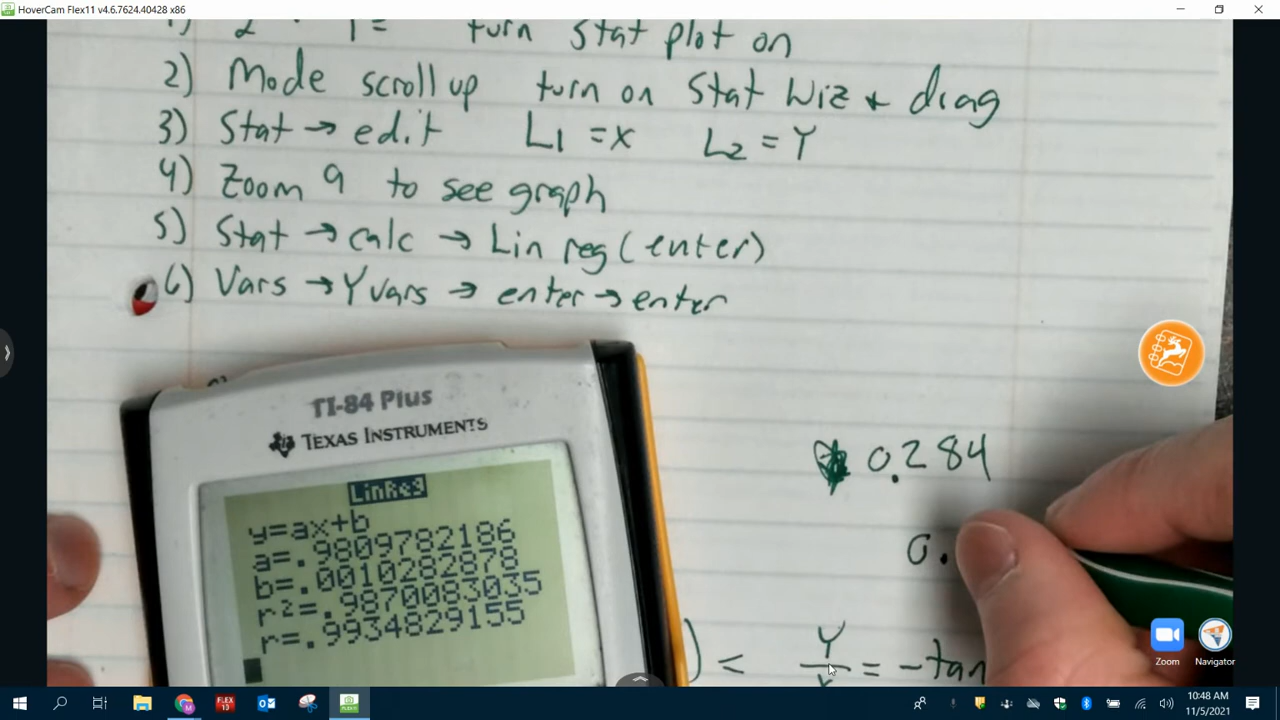 HoverCam Flex11 v4.6.7624.40428 x86
turn Stat plot on
2) Mode scroll up turn on Stat Wiz + diag
3) Stat → edit L1 = x L2 = Y
4) Zoom 9 to see graph
5) Stat → calc → Lin reg (enter)
6) Vars → Y vars → enter → enter
TI-84 Plus
TEXAS INSTRUMENTS
LinReg
y=ax+b
a=.9809782186
b=.0010282878
r²=.9870083035
r=.9934829155
0.284
0.
) < Y = -tan
Zoom
Navigator
FLEX
10:48 AM
11/5/2021